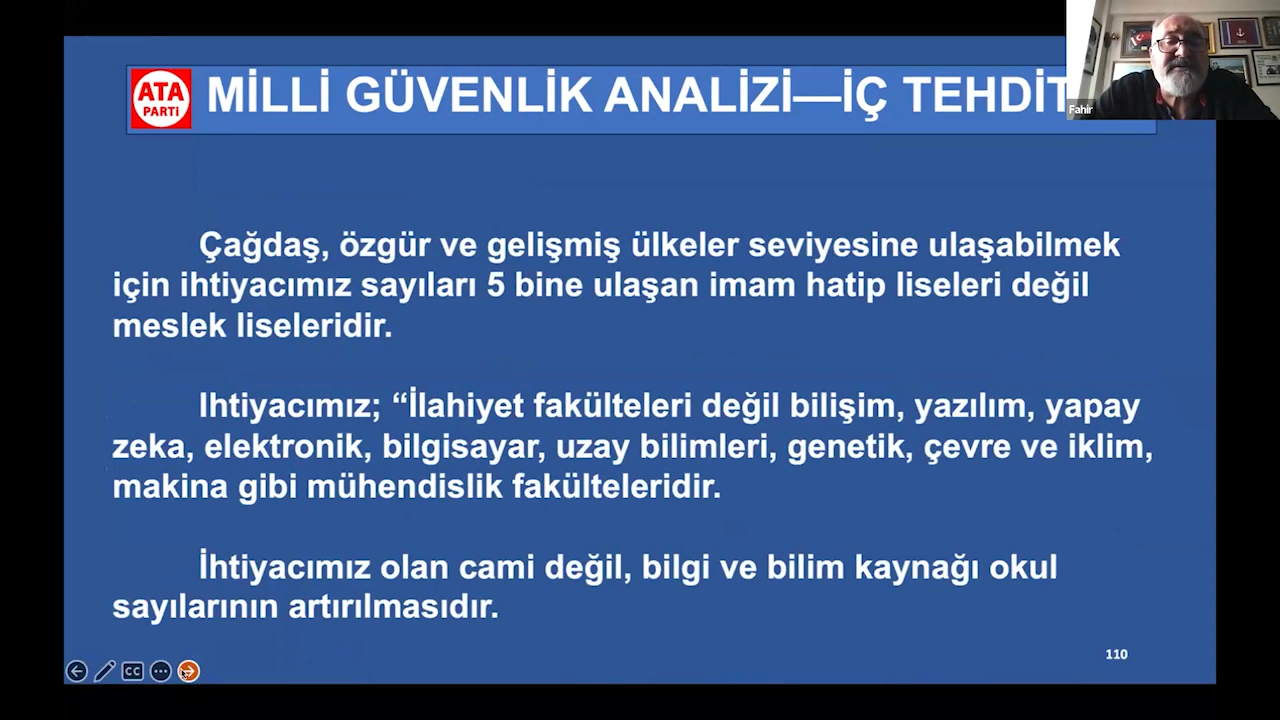 ATA
PARTİ
MİLLİ GÜVENLİK ANALİZİ—İÇ TEHDİT
Fahir
Çağdaş, özgür ve gelişmiş ülkeler seviyesine ulaşabilmek
için ihtiyacımız sayıları 5 bine ulaşan imam hatip liseleri değil
meslek liseleridir.
Ihtiyacımız; “İlahiyet fakülteleri değil bilişim, yazılım, yapay
zeka, elektronik, bilgisayar, uzay bilimleri, genetik, çevre ve iklim,
makina gibi mühendislik fakülteleridir.
İhtiyacımız olan cami değil, bilgi ve bilim kaynağı okul
sayılarının artırılmasıdır.
110
CC